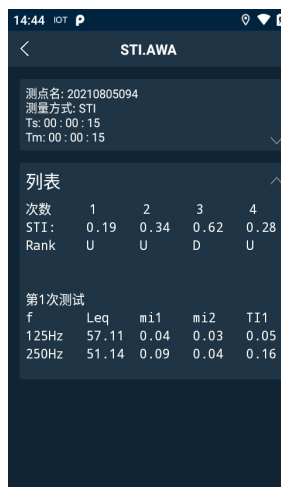 14:44 IOT
STI.AWA
测点名: 20210805094
测量方式: STI
Ts: 00 : 00 : 15
Tm: 00 : 00 : 15
列表
次数 1 2 3 4
STI: 0.19 0.34 0.62 0.28
Rank U U D U
第1次测试
f Leq mi1 mi2 TI1
125Hz 57.11 0.04 0.03 0.05
250Hz 51.14 0.09 0.04 0.16